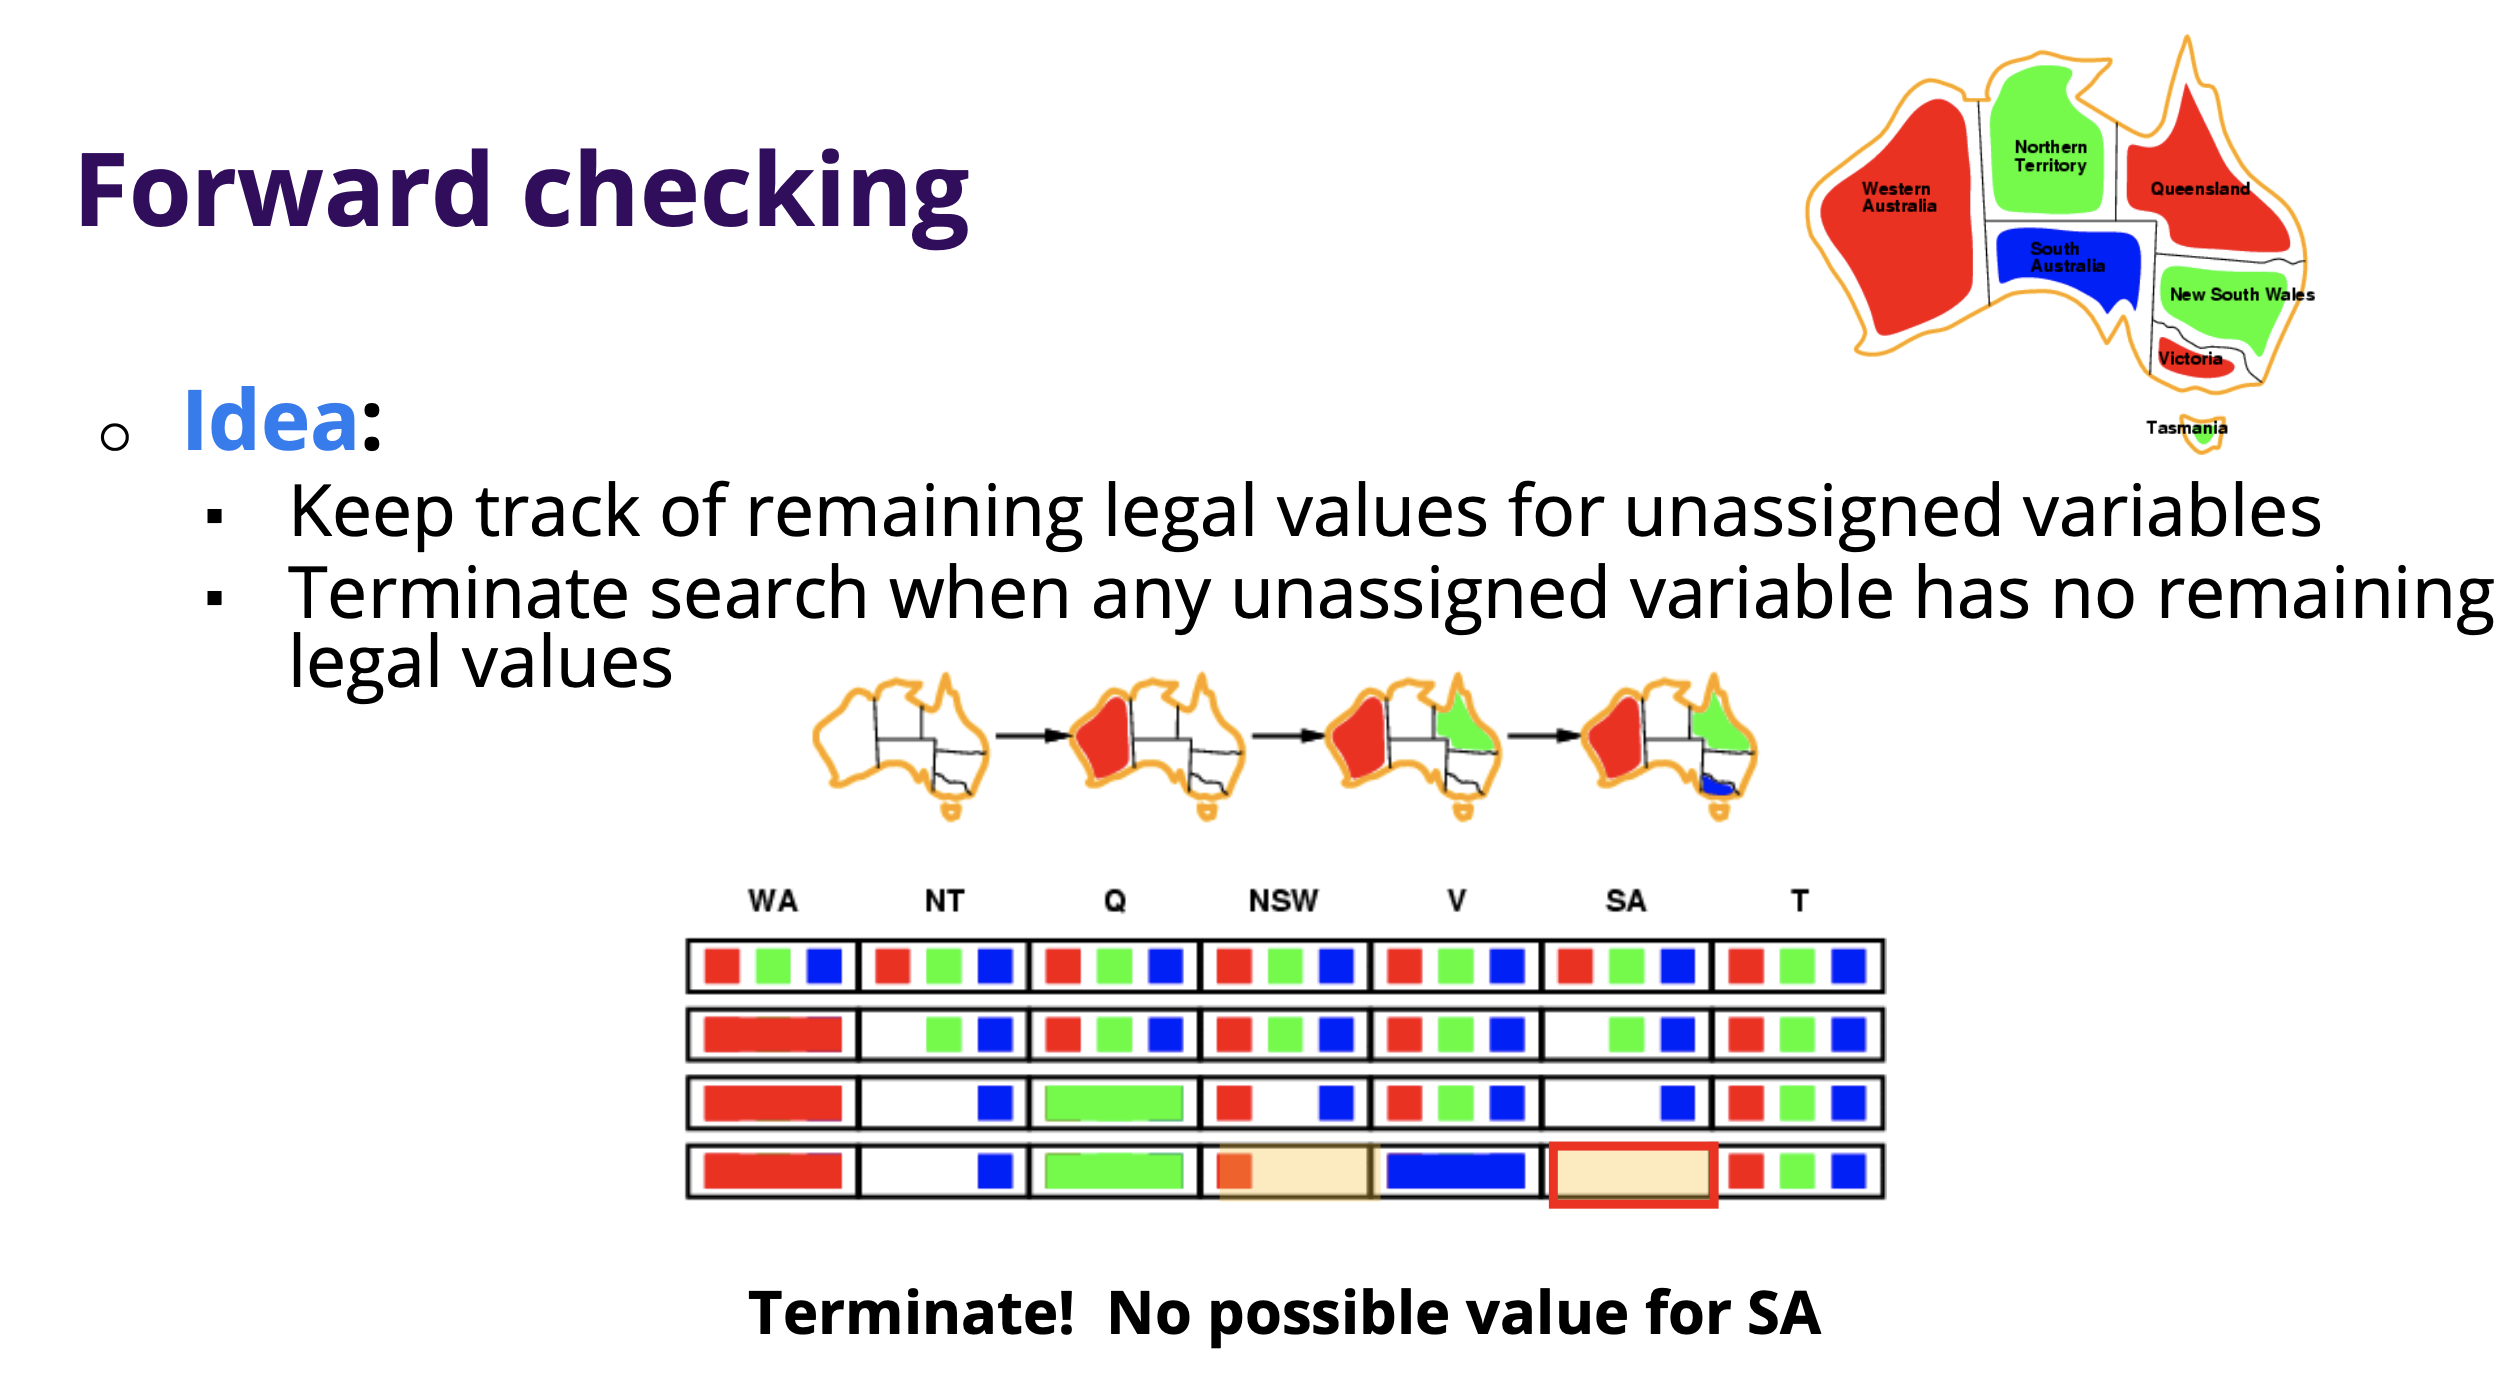 Forward checking
Northern
Territory
Western
Australia
Queensland
South
Australia
New South Wales
Victoria
Tasmania
Idea:
Keep track of remaining legal values for unassigned variables
Terminate search when any unassigned variable has no remaining
legal values
WA NT Q NSW V SA T
Terminate! No possible value for SA